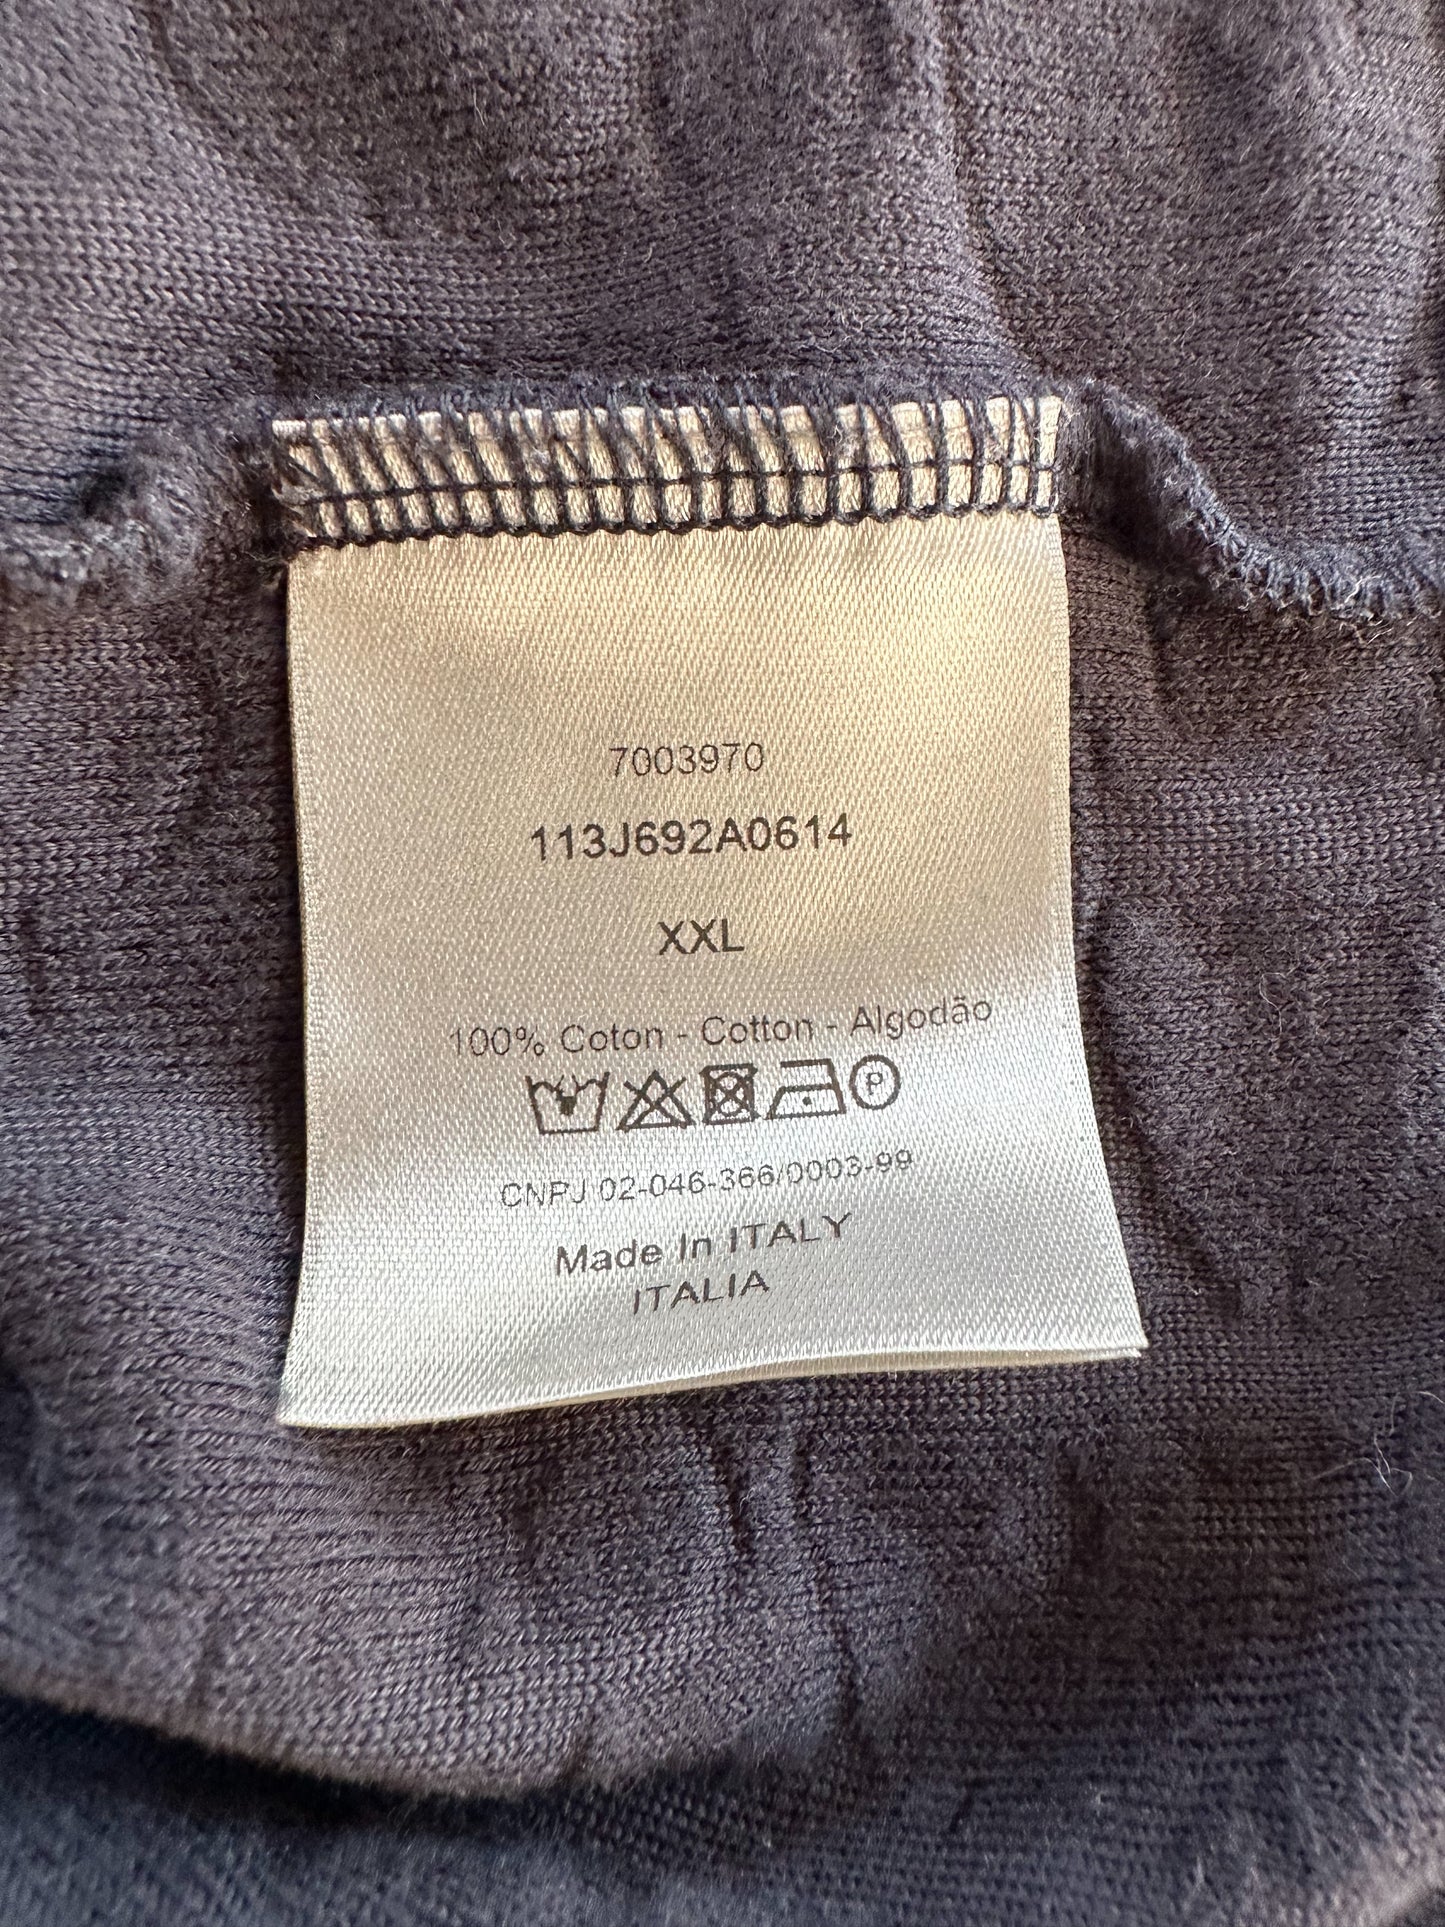 7003970
113J692A0614
XXL
100% Coton - Cotton - Algodão
P
CNPJ 02-046-366/0003-99
Made In ITALY
ITALIA